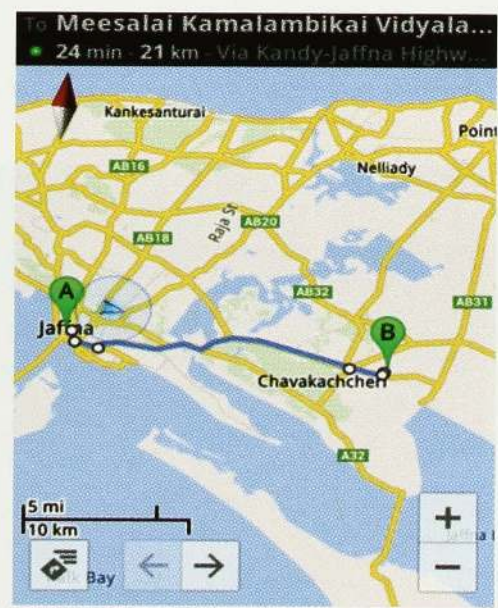 To Meesalai Kamalambikai Vidyala...
24 min - 21 km - Via Kandy-Jaffna Highw...
Kankesanturai
Point
AB16
Nelliady
Raja St
AB20
AB18
AB32
AB31
A
B
Jaffna
Chavakachcheri
A32
5 mi
10 km
+
Bay
← →
−